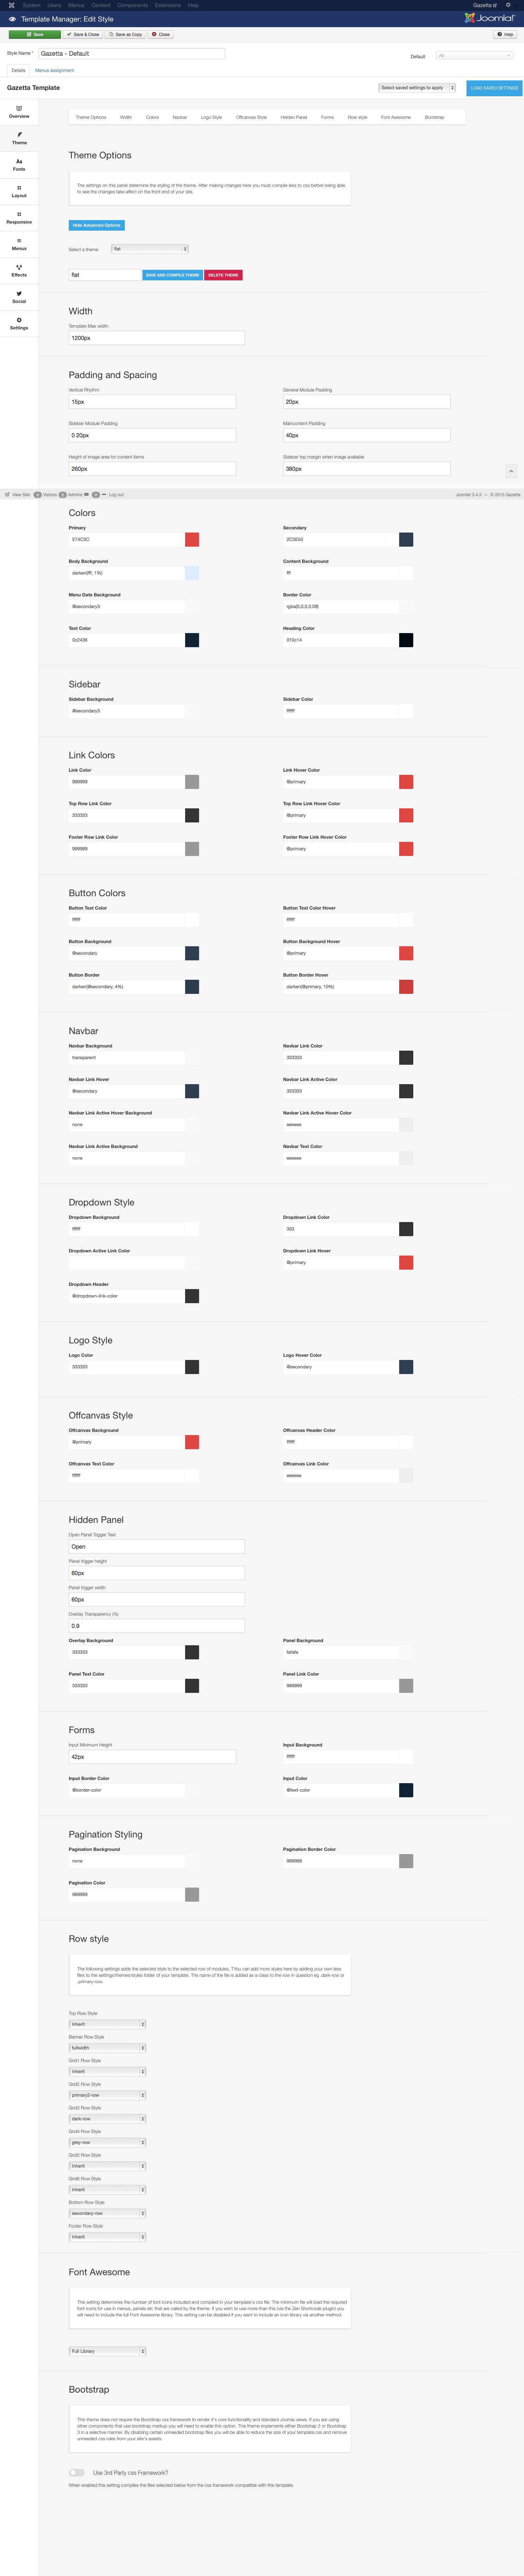 System Users Menus Content Components Extensions Help Gazetta
Template Manager: Edit Style Joomla!
Save Save & Close Save as Copy Close Help
Style Name * Gazetta - Default Default All
Details Menus assignment
Gazetta Template Select saved settings to apply LOAD SAVED SETTINGS
Overview
Theme
Fonts
Layout
Responsive
Menus
Effects
Social
Settings
Theme Options Width Colors Navbar Logo Style Offcanvas Style Hidden Panel Forms Row style Font Awesome Bootstrap
Theme Options
The settings on this panel determine the styling of the theme. After making changes here you must compile less to css before being able
to see the changes take affect on the front end of your site.
Hide Advanced Options
Select a theme flat
flat SAVE AND COMPILE THEME DELETE THEME
Width
Template Max width
1200px
Padding and Spacing
Vertical Rhythm General Module Padding
15px 20px
Sidebar Module Padding Maincontent Padding
0 20px 40px
Height of image area for content items Sidebar top margin when image available
260px 380px
View Site Visitors Admins Log out Joomla! 3.4.3 — © 2015 Gazetta
Colors
Primary Secondary
E74C3C 2C3E50
Body Background Content Background
darken(fff, 1%) fff
Menu Date Background Border Color
@secondary3 rgba(0,0,0,0.08)
Text Color Heading Color
0c2436 010c14
Sidebar
Sidebar Background Sidebar Color
@secondary3 ffffff
Link Colors
Link Color Link Hover Color
999999 @primary
Top Row Link Color Top Row Link Hover Color
333333 @primary
Footer Row Link Color Footer Row Link Hover Color
999999 @primary
Button Colors
Button Text Color Button Text Color Hover
ffffff ffffff
Button Background Button Background Hover
@secondary @primary
Button Border Button Border Hover
darken(@secondary, 4%) darken(@primary, 10%)
Navbar
Navbar Background Navbar Link Color
transparent 333333
Navbar Link Hover Navbar Link Active Color
@secondary 333333
Navbar Link Active Hover Background Navbar Link Active Hover Color
none eeeeee
Navbar Link Active Background Navbar Text Color
none eeeeee
Dropdown Style
Dropdown Background Dropdown Link Color
ffffff 333
Dropdown Active Link Color Dropdown Link Hover
@primary
Dropdown Header
@dropdown-link-color
Logo Style
Logo Color Logo Hover Color
333333 @secondary
Offcanvas Style
Offcanvas Background Offcanvas Header Color
@primary ffffff
Offcanvas Text Color Offcanvas Link Color
ffffff eeeeee
Hidden Panel
Open Panel Trigger Text
Open
Panel trigger height
60px
Panel trigger width
60px
Overlay Transparency (%)
0.9
Overlay Background Panel Background
333333 fafafa
Panel Text Color Panel Link Color
333333 999999
Forms
Input Minimum Height Input Background
42px ffffff
Input Border Color Input Color
@border-color @text-color
Pagination Styling
Pagination Background Pagination Border Color
none 999999
Pagination Color
999999
Row style
The following settings adds the selected style to the selected row of modules. TYou can add more styles here by adding your own less
files to the settings/themes/styles folder of your template. The name of the file is added as a class to the row in question eg .dark-row or
.primary-row.
Top Row Style
Inherit
Banner Row Style
fullwidth
Grid1 Row Style
Inherit
Grid2 Row Style
primary2-row
Grid3 Row Style
dark-row
Grid4 Row Style
grey-row
Grid5 Row Style
Inherit
Grid6 Row Style
Inherit
Bottom Row Style
secondary-row
Footer Row Style
Inherit
Font Awesome
This setting determines the number of font icons included and compiled in your template's css file. The minimum file will load the required
font icons for use in menus, panels etc that are called by the theme. If you want to use more than this (via the Zen Shortcode plugin) you
will need to include the full Font Awesome library. This setting can be disabled if you want to include an icon library via another method.
Full Library
Bootstrap
This theme does not require the Bootstrap css framework to render it's core functionality and standard Joomla views. If you are using
other components that use bootstrap markup you will need to enable this option. This theme implements either Bootstrap 2 or Bootstrap
3 in a selective manner. By disabling certain unneeded bootstrap files you will be able to reduce the size of your template css and remove
unneeded css rules from your site's assets.
Use 3rd Party css Framework?
When enabled this setting compiles the files selected below from the css framework compatible with this template.